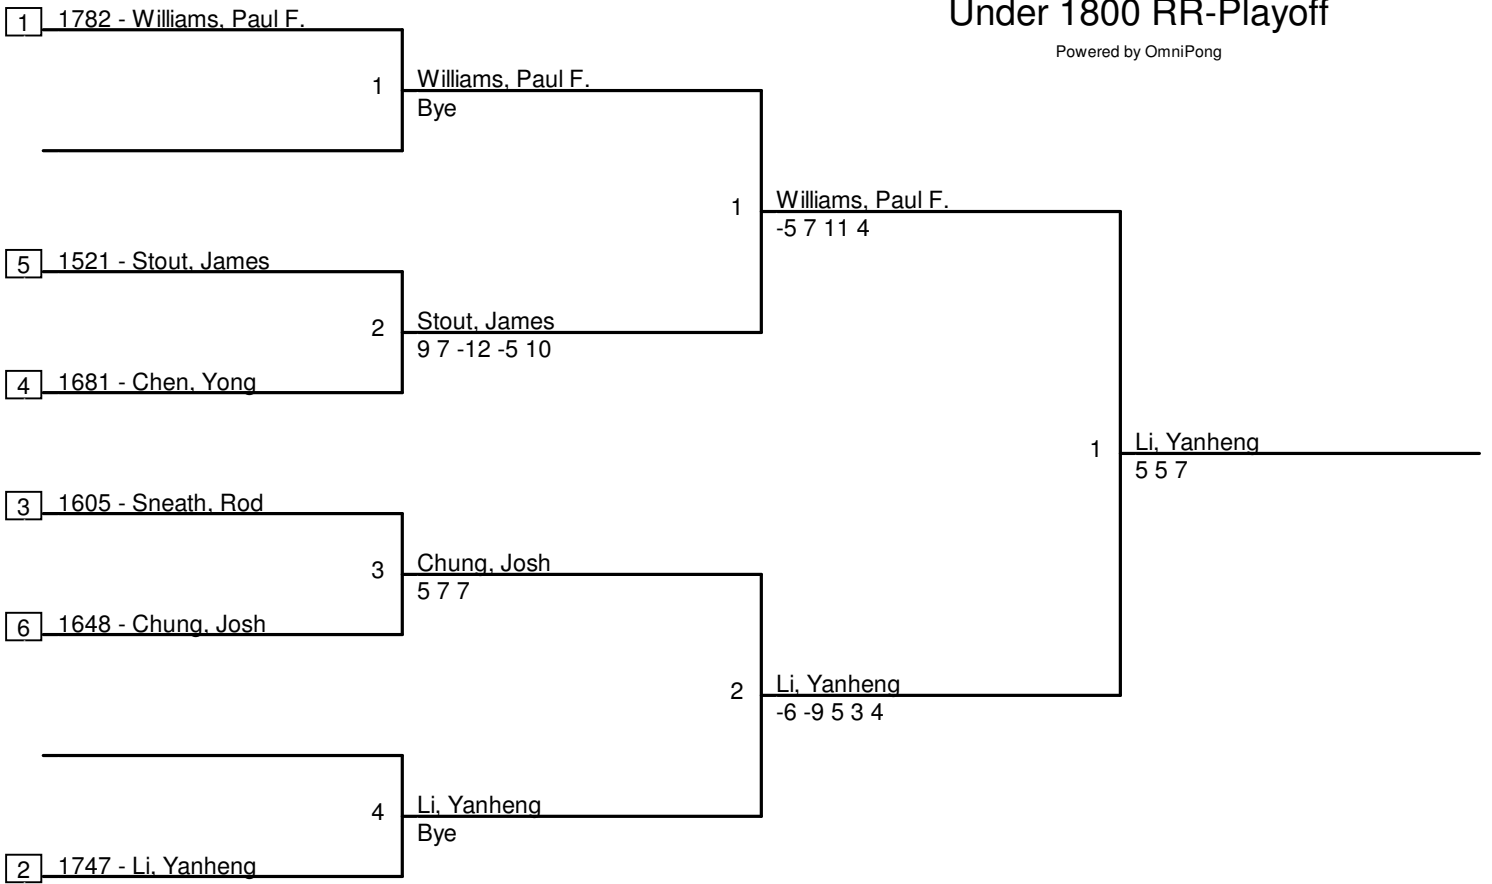 Under 1800 RR-Playoff
Powered by OmniPong
1 1782 - Williams, Paul F.
1 Williams, Paul F.
Bye
1 Williams, Paul F.
-5 7 11 4
5 1521 - Stout, James
2 Stout, James
9 7 -12 -5 10
4 1681 - Chen, Yong
1 Li, Yanheng
5 5 7
3 1605 - Sneath, Rod
3 Chung, Josh
5 7 7
6 1648 - Chung, Josh
2 Li, Yanheng
-6 -9 5 3 4
4 Li, Yanheng
Bye
2 1747 - Li, Yanheng